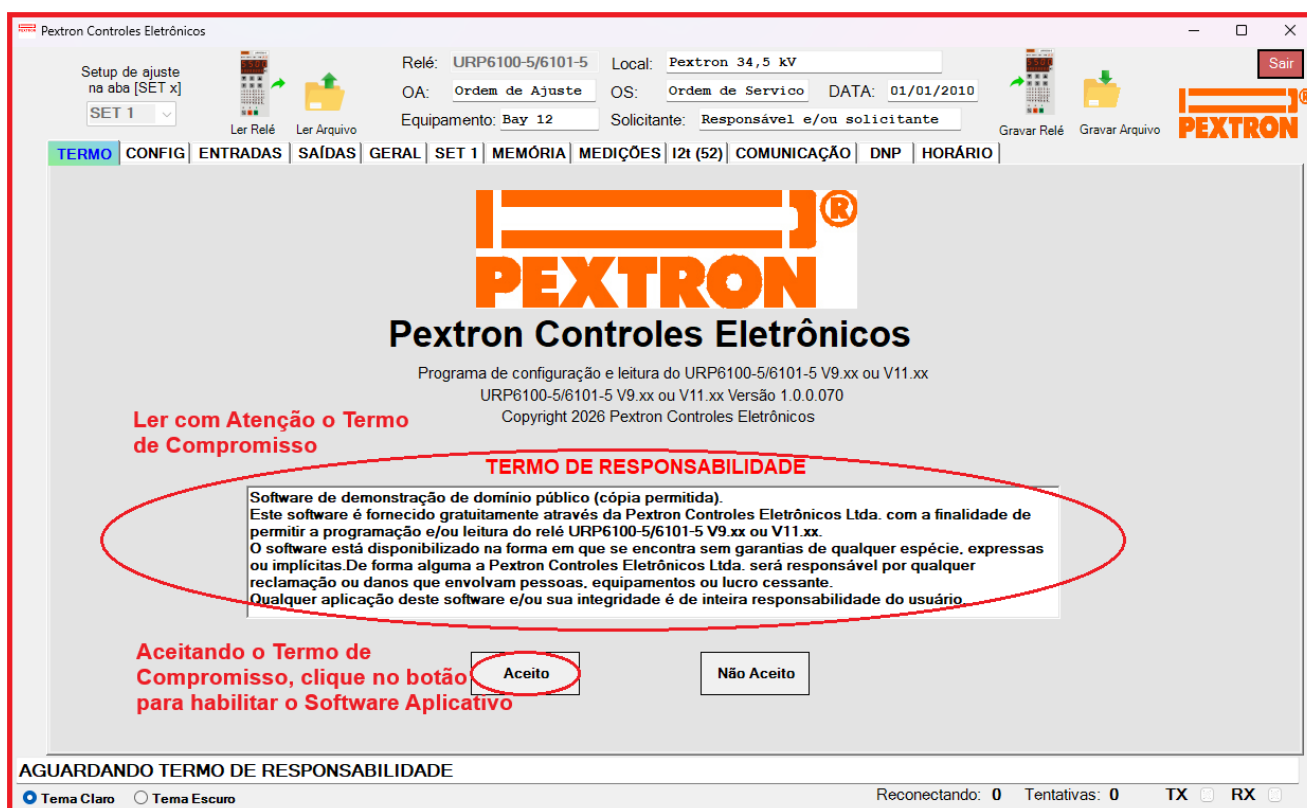 Pextron Controles Eletrônicos
Setup de ajuste
na aba [SET x]
SET 1
Ler Relé
Ler Arquivo
Relé: URP6100-5/6101-5 Local: Pextron 34,5 kV
OA: Ordem de Ajuste OS: Ordem de Servico DATA: 01/01/2010
Equipamento: Bay 12 Solicitante: Responsável e/ou solicitante
Gravar Relé
Gravar Arquivo
Sair
PEXTRON
TERMO CONFIG ENTRADAS SAÍDAS GERAL SET 1 MEMÓRIA MEDIÇÕES I2t (52) COMUNICAÇÃO DNP HORÁRIO
PEXTRON
Pextron Controles Eletrônicos
Programa de configuração e leitura do URP6100-5/6101-5 V9.xx ou V11.xx
URP6100-5/6101-5 V9.xx ou V11.xx Versão 1.0.0.070
Copyright 2026 Pextron Controles Eletrônicos
Ler com Atenção o Termo
de Compromisso
TERMO DE RESPONSABILIDADE
Software de demonstração de domínio público (cópia permitida).
Este software é fornecido gratuitamente através da Pextron Controles Eletrônicos Ltda. com a finalidade de
permitir a programação e/ou leitura do relé URP6100-5/6101-5 V9.xx ou V11.xx.
O software está disponibilizado na forma em que se encontra sem garantias de qualquer espécie, expressas
ou implícitas.De forma alguma a Pextron Controles Eletrônicos Ltda. será responsável por qualquer
reclamação ou danos que envolvam pessoas, equipamentos ou lucro cessante.
Qualquer aplicação deste software e/ou sua integridade é de inteira responsabilidade do usuário.
Aceitando o Termo de
Compromisso, clique no botão
para habilitar o Software Aplicativo
Aceito
Não Aceito
AGUARDANDO TERMO DE RESPONSABILIDADE
Tema Claro Tema Escuro Reconectando: 0 Tentativas: 0 TX RX